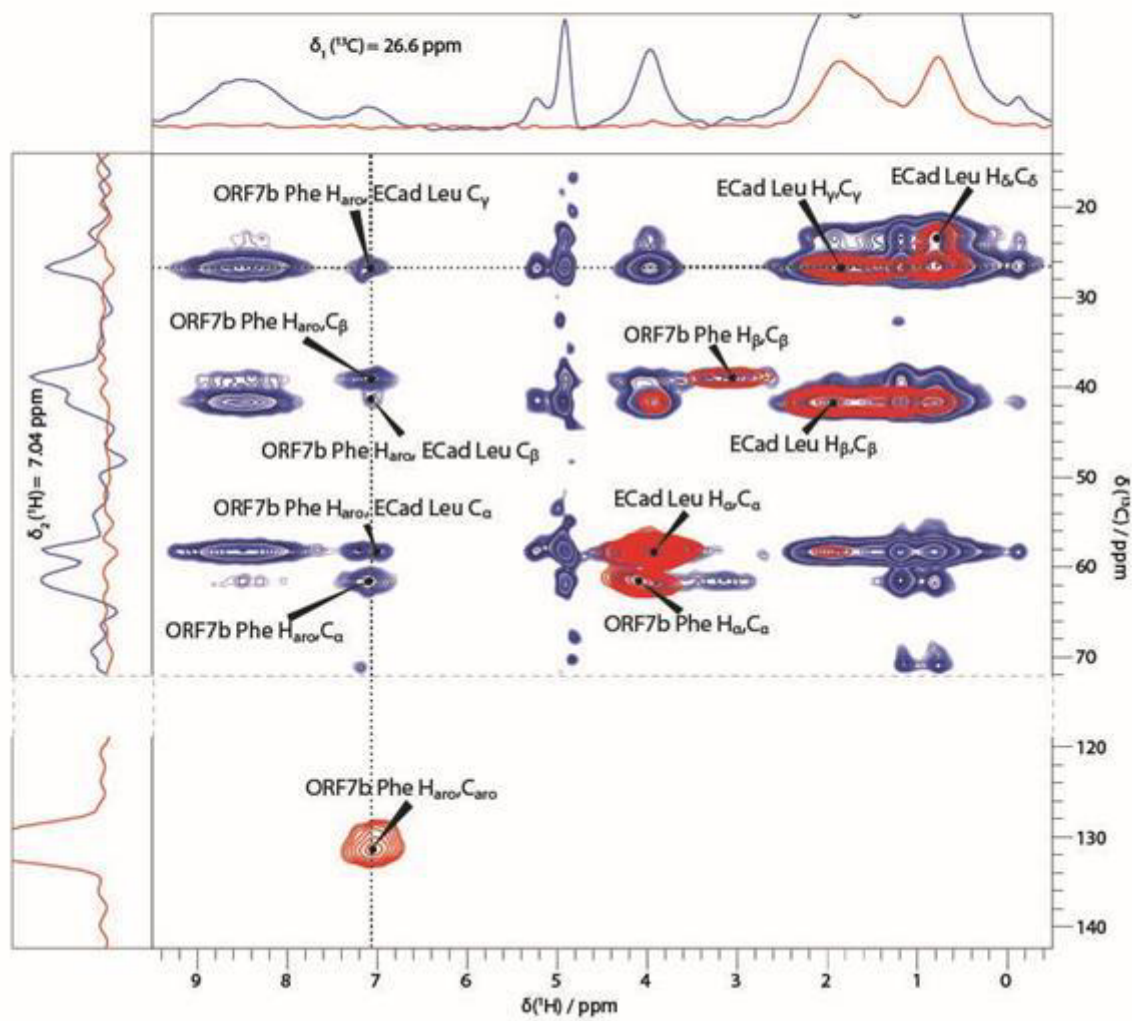 δ₁ (¹³C) = 26.6 ppm
ORF7b Phe Hₐᵣₒ, ECad Leu Cᵧ
ECad Leu Hᵧ,Cᵧ
ECad Leu Hδ,Cδ
ORF7b Phe Hₐᵣₒ,Cᵦ
ORF7b Phe Hᵦ,Cᵦ
ORF7b Phe Hₐᵣₒ, ECad Leu Cᵦ
ECad Leu Hᵦ,Cᵦ
ORF7b Phe Hₐᵣₒ, ECad Leu Cα
ECad Leu Hα,Cα
ORF7b Phe Hₐᵣₒ,Cα
ORF7b Phe Hα,Cα
ORF7b Phe Hₐᵣₒ,Cₐᵣₒ
δ₂ (¹H) = 7.04 ppm
20
30
40
50
60
70
120
130
140
δ(¹³C) / ppm
9 8 7 6 5 4 3 2 1 0
δ(¹H) / ppm